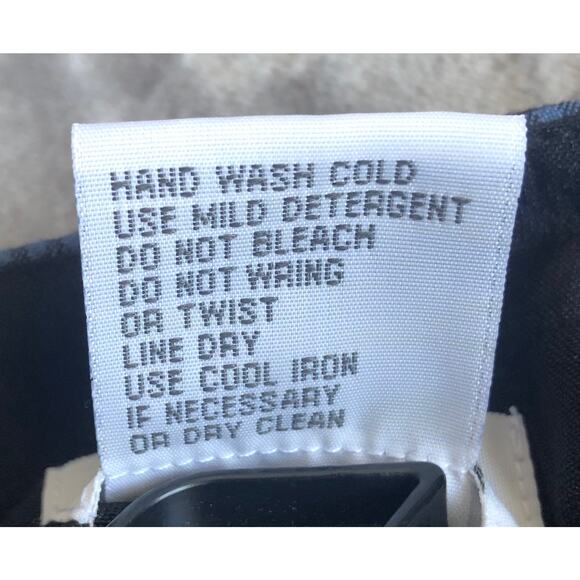 HAND WASH COLD
USE MILD DETERGENT
DO NOT BLEACH
DO NOT WRING
OR TWIST
LINE DRY
USE COOL IRON
IF NECESSARY
OR DRY CLEAN